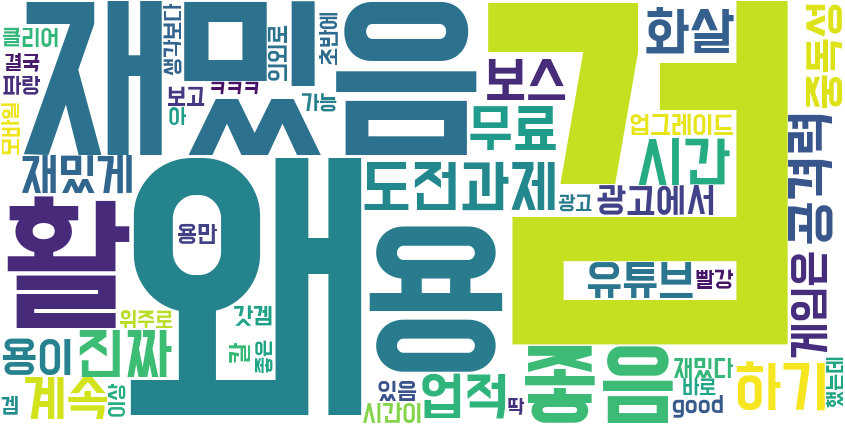 클리어
결국
파랑
모바일
재밌음
생각보다
보고
ㅋㅋㅋ
아
의외로
초반에
가능
보스
무료
화살
업그레이드
중독성
시간
공격력
재밌게
왜
검
도전과제
광고
광고에서
활
용만
용
유튜브
빨강
게임은
위주로
갓겜
용이
진짜
칼
젊은
계속
이상
겜
있음
시간이
업적
딱
좋음
재밌다
바로
good
하기
했는데